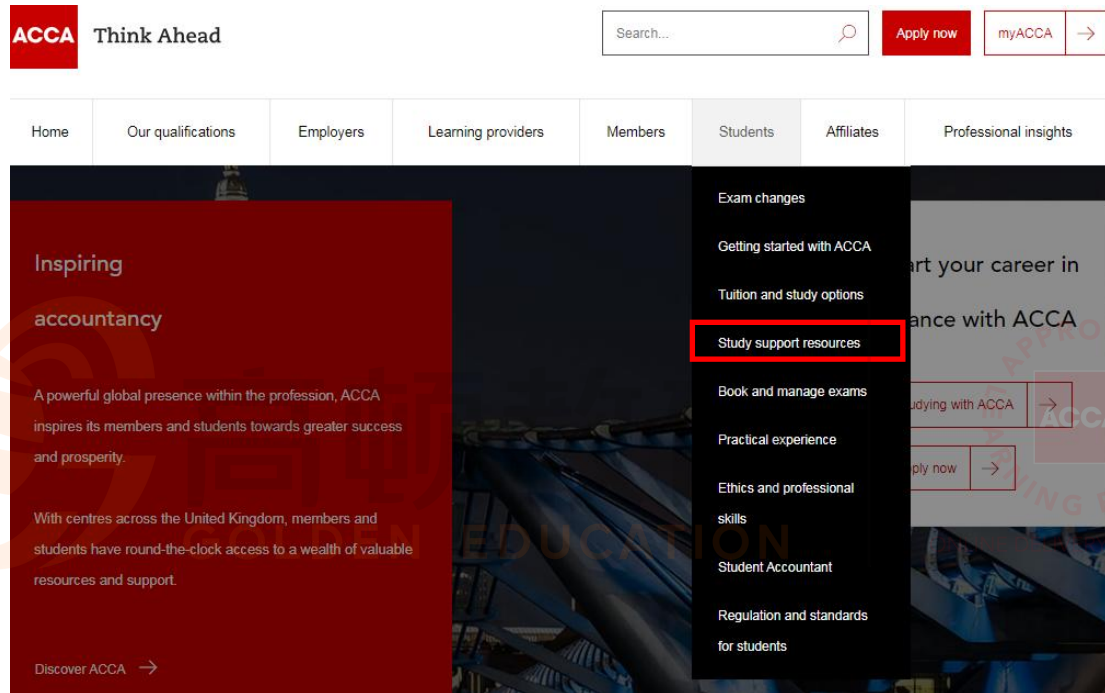 ACCA
Think Ahead
Search...
Apply now
myACCA
Home
Our qualifications
Employers
Learning providers
Members
Students
Affiliates
Professional insights
Inspiring
accountancy
A powerful global presence within the profession, ACCA
inspires its members and students towards greater success
and prosperity.
With centres across the United Kingdom, members and
students have round-the-clock access to a wealth of valuable
resources and support.
Discover ACCA
Exam changes
Getting started with ACCA
Tuition and study options
Study support resources
Book and manage exams
Practical experience
Ethics and professional
skills
Student Accountant
Regulation and standards
for students
art your career in
ance with ACCA
udying with ACCA
ply now
高顿
GOLDEN EDUCATION
ACCA